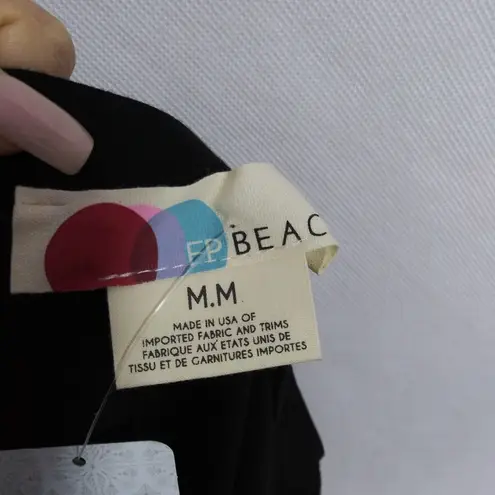 FP BEAC
M.M
MADE IN USA OF
IMPORTED FABRIC AND TRIMS
FABRIQUE AUX ETATS UNIS DE
TISSU ET DE GARNITURES IMPORTES